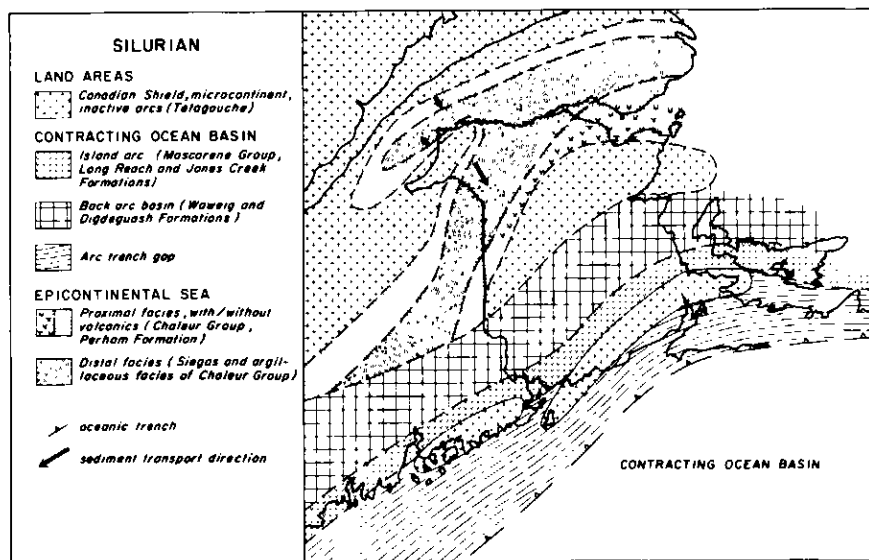 SILURIAN
LAND AREAS
Canadian Shield, microcontinent,
inactive arcs (Tetagouche)
CONTRACTING OCEAN BASIN
Island arc (Mascarene Group,
Long Reach and Jones Creek
Formations)
Back arc basin (Waweig and
Digdeguash Formations)
Arc trench gap
EPICONTINENTAL SEA
Proximal facies, with/without
volcanics (Chaleur Group,
Perham Formation)
Distal facies (Siegas and argil-
laceous facies of Chaleur Group)
oceanic trench
sediment transport direction
CONTRACTING OCEAN BASIN